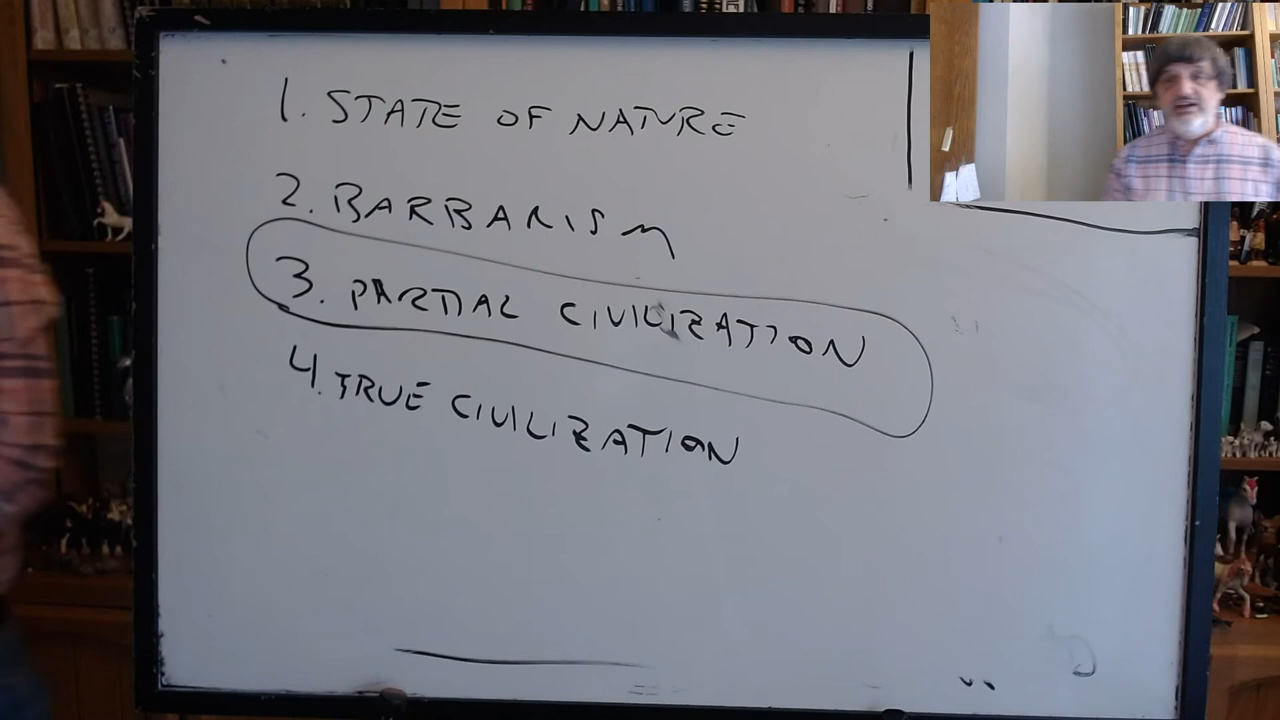 1. STATE OF NATURE
2. BARBARISM
3. PARTIAL CIVILIZATION
4. TRUE CIVILIZATION